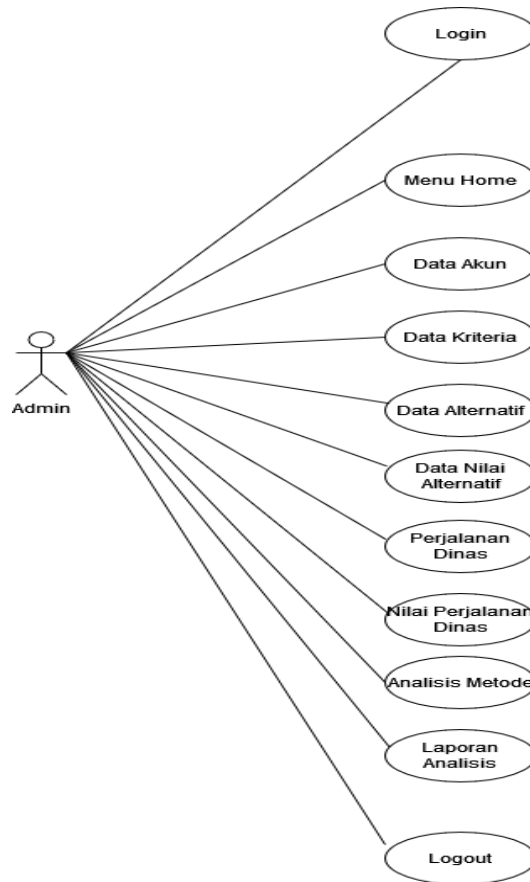 Login
Menu Home
Data Akun
Data Kriteria
Admin
Data Alternatif
Data Nilai
Alternatif
Perjalanan
Dinas
Nilai Perjalanan
Dinas
Analisis Metode
Laporan
Analisis
Logout